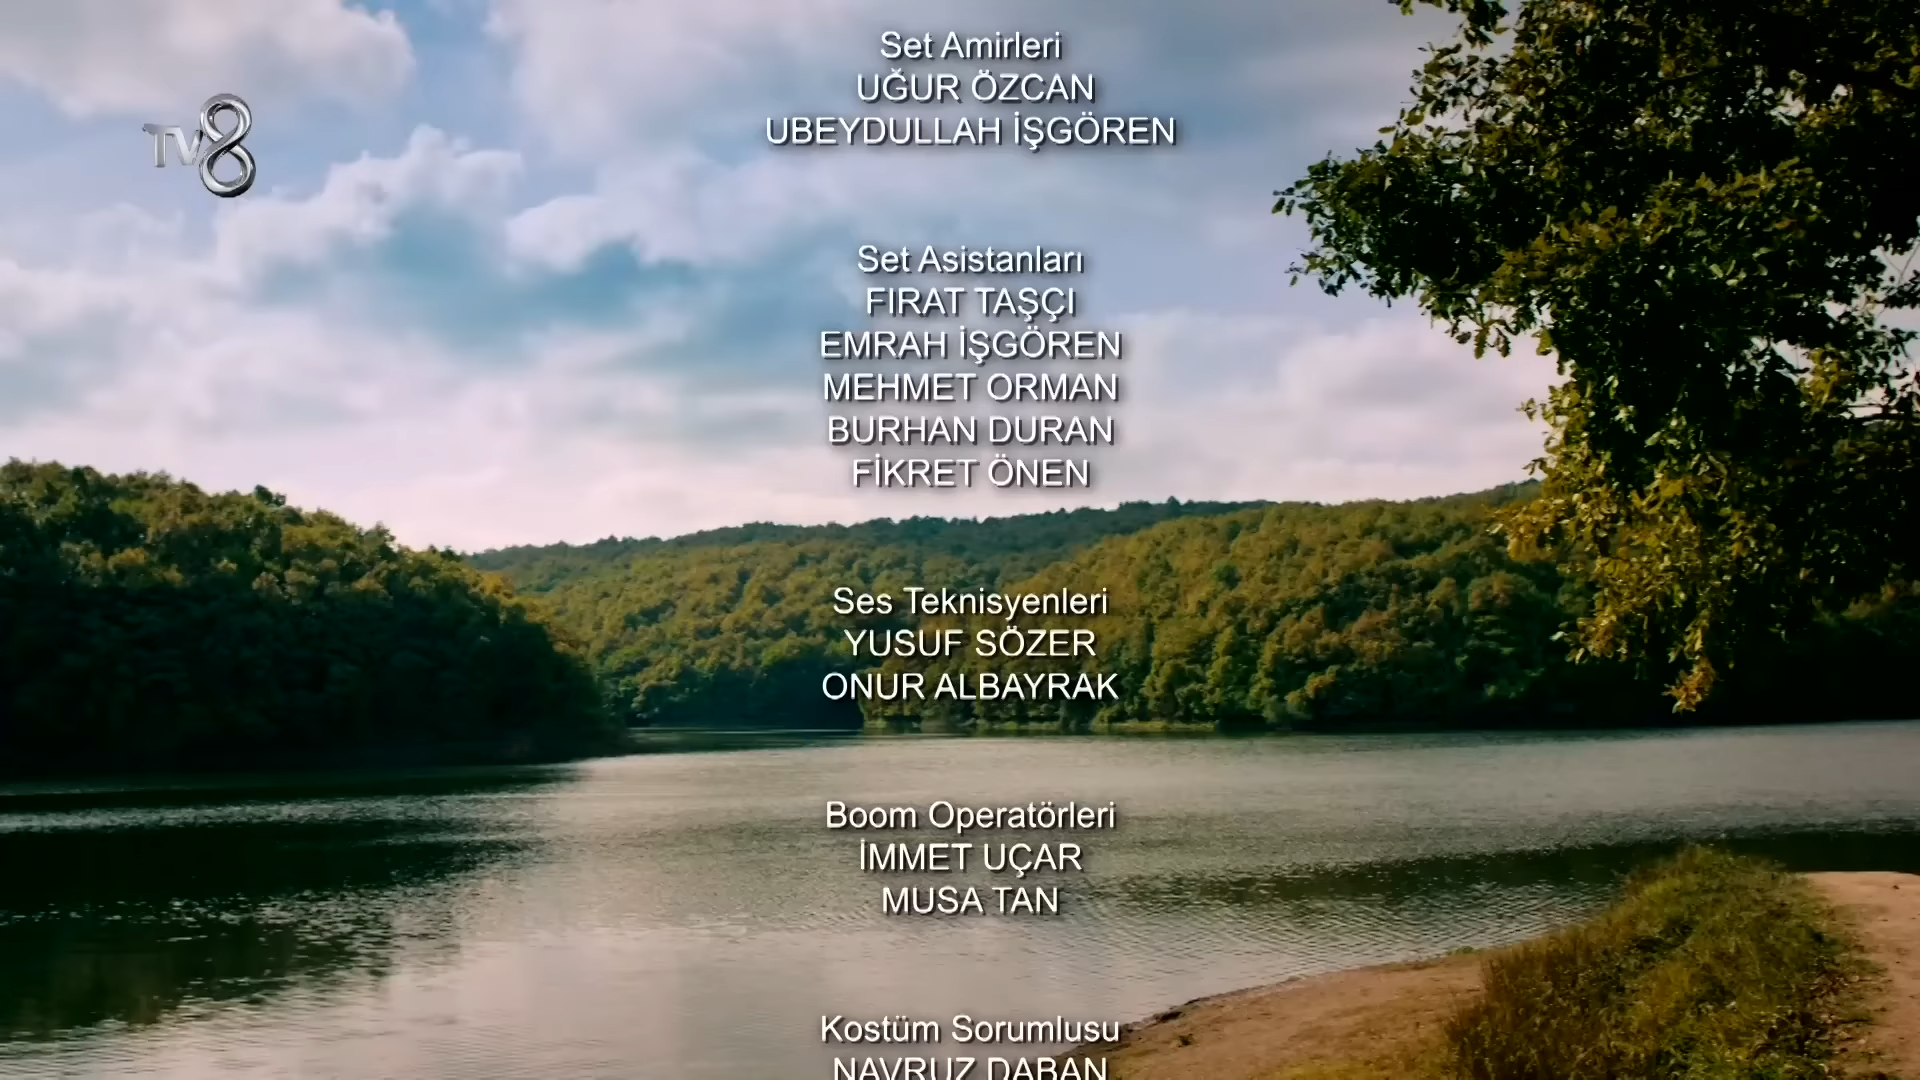 TV8
Set Amirleri
UĞUR ÖZCAN
UBEYDULLAH İŞGÖREN
Set Asistanları
FIRAT TAŞÇI
EMRAH İŞGÖREN
MEHMET ORMAN
BURHAN DURAN
FİKRET ÖNEN
Ses Teknisyenleri
YUSUF SÖZER
ONUR ALBAYRAK
Boom Operatörleri
İMMET UÇAR
MUSA TAN
Kostüm Sorumlusu
NAVRUZ DABAN